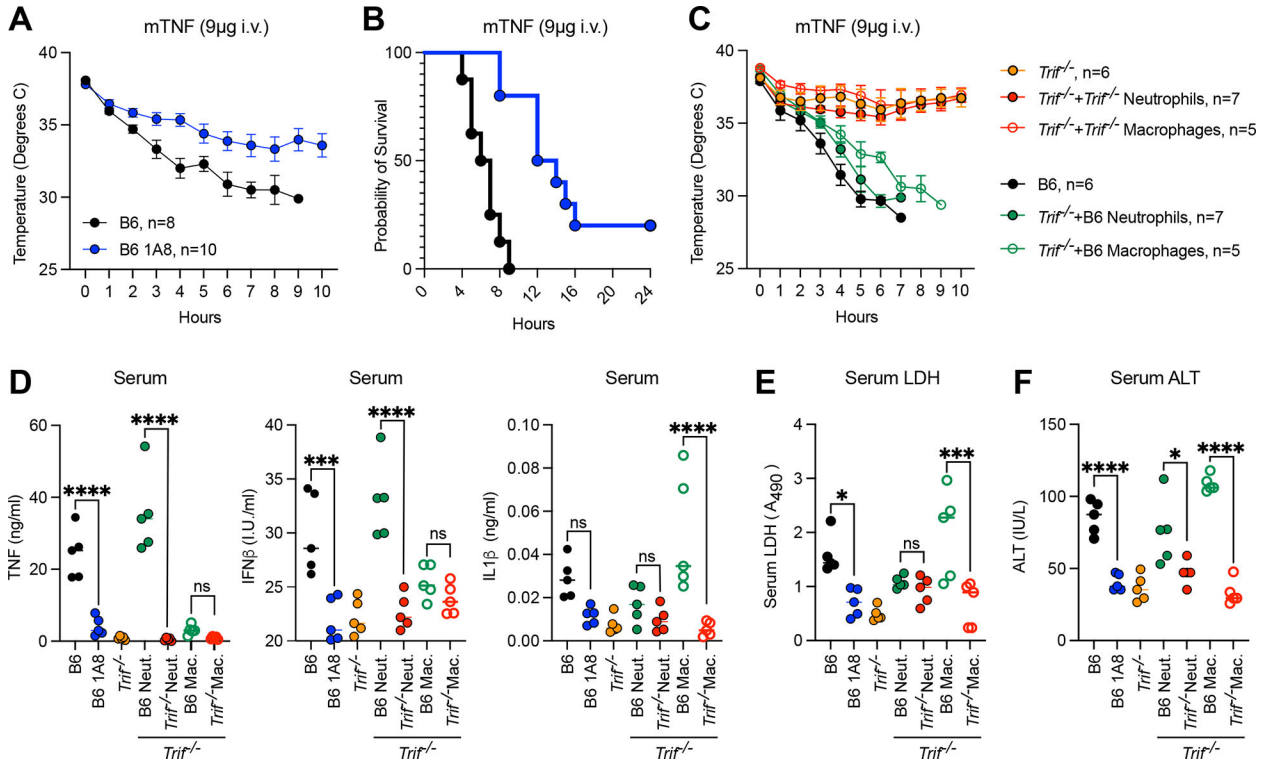 A
mTNF (9µg i.v.)
Temperature (Degrees C)
40
35
30
25
B6, n=8
B6 1A8, n=10
0 1 2 3 4 5 6 7 8 9 10
Hours
B
mTNF (9µg i.v.)
Probability of Survival
100
50
0
0 4 8 12 16 20 24
Hours
C
mTNF (9µg i.v.)
Temperature (Degrees C)
40
35
30
25
0 1 2 3 4 5 6 7 8 9 10
Hours
Trif-/-, n=6
Trif-/-+Trif-/- Neutrophils, n=7
Trif-/-+Trif-/- Macrophages, n=5
B6, n=6
Trif-/-+B6 Neutrophils, n=7
Trif-/-+B6 Macrophages, n=5
D
Serum
TNF (ng/ml)
60
40
20
0
****
****
ns
B6
B6 1A8
Trif-/-
B6 Neut.
Trif-/-Neut.
B6 Mac.
Trif-/-Mac.
Trif-/-
Serum
IFNβ (I.U./ml)
40
35
30
25
20
***
****
ns
B6
B6 1A8
Trif-/-
B6 Neut.
Trif-/-Neut.
B6 Mac.
Trif-/-Mac.
Trif-/-
Serum
IL1β (ng/ml)
0.10
0.08
0.06
0.04
0.02
0.00
ns
ns
****
B6
B6 1A8
Trif-/-
B6 Neut.
Trif-/-Neut.
B6 Mac.
Trif-/-Mac.
Trif-/-
E
Serum LDH
Serum LDH (A490)
4
3
2
1
0
*
ns
***
B6
B6 1A8
Trif-/-
B6 Neut.
Trif-/-Neut.
B6 Mac.
Trif-/-Mac.
Trif-/-
F
Serum ALT
ALT (IU/L)
150
100
50
0
****
*
****
B6
B6 1A8
Trif-/-
B6 Neut.
Trif-/-Neut.
B6 Mac.
Trif-/-Mac.
Trif-/-